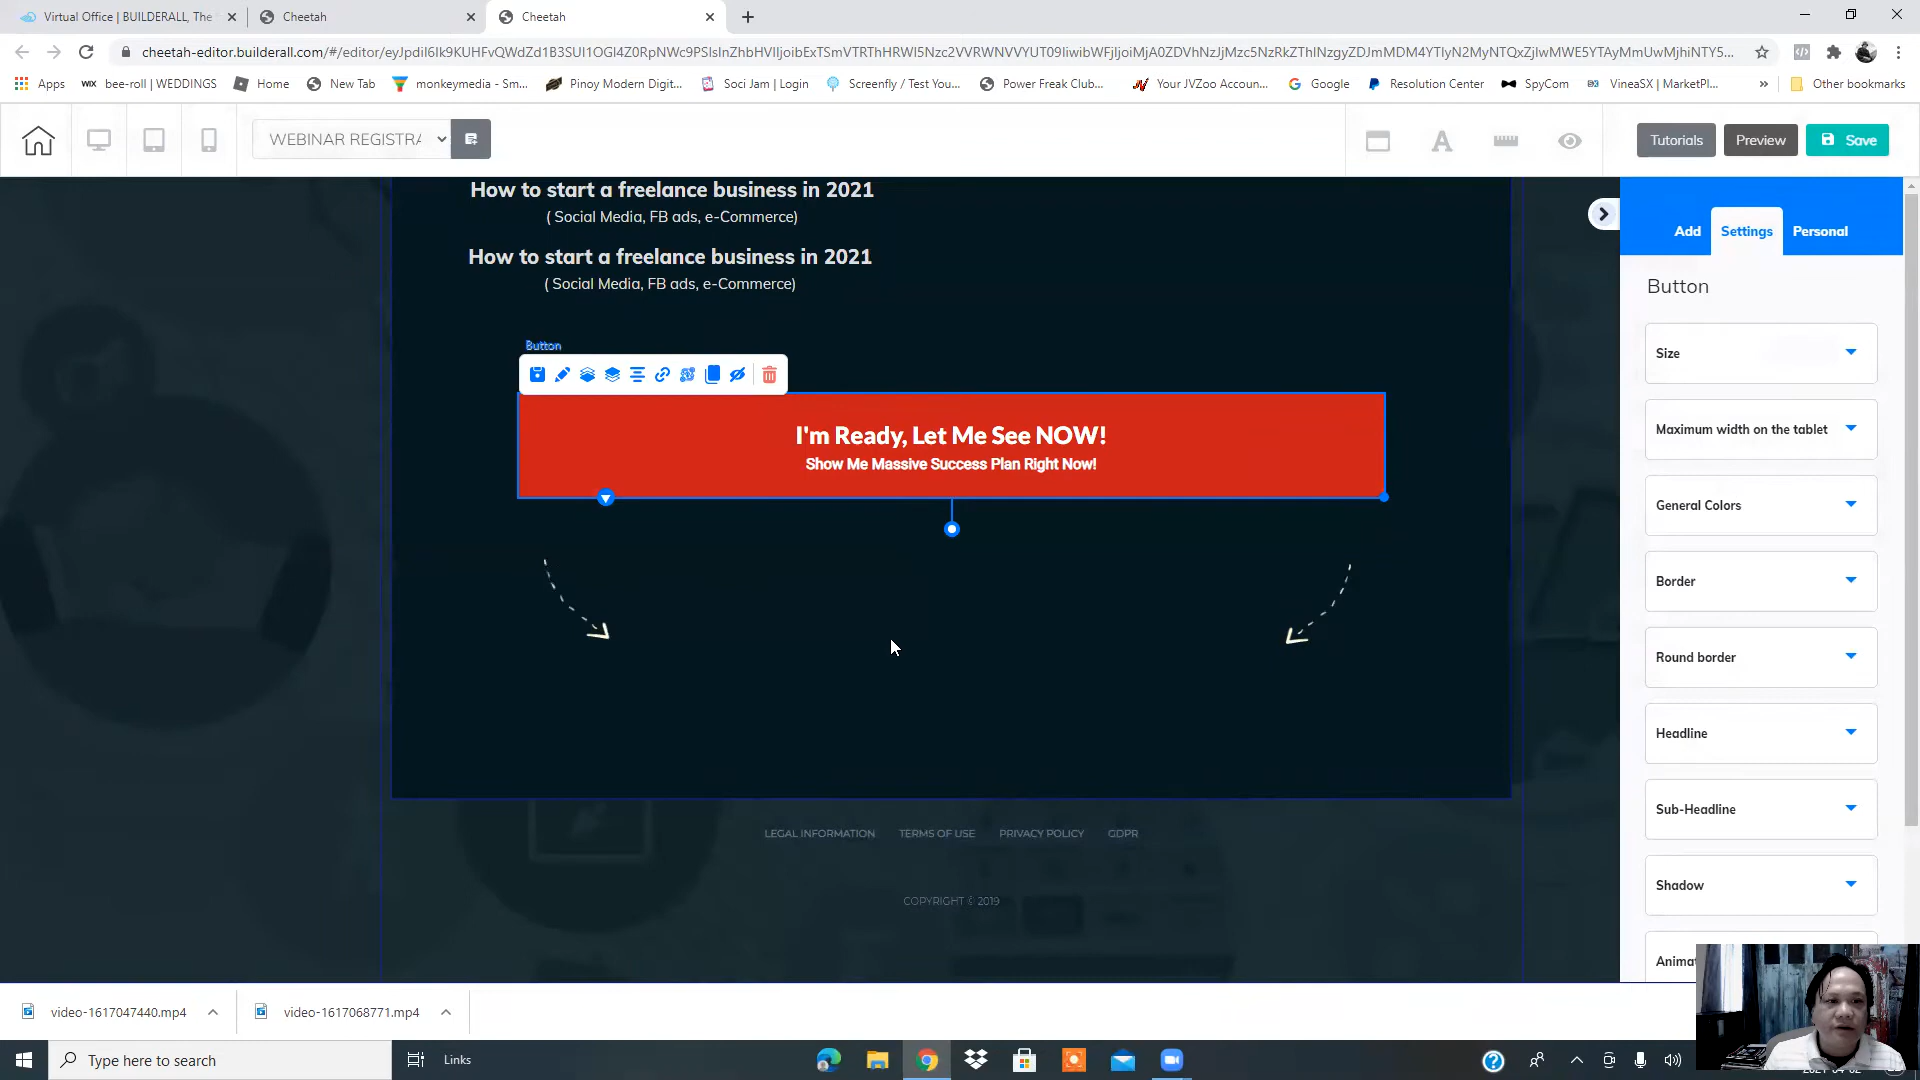 Virtual Office | BUILDERALL, The
Cheetah
Cheetah
cheetah-editor.builderall.com/#/editor/
Apps
WiX bee-roll | WEDDINGS
Home
New Tab
monkeymedia - Sm...
Pinoy Modern Digit...
Soci Jam | Login
Screenfly / Test You...
Power Freak Club...
Your JVZoo Accoun...
Google
Resolution Center
SpyCom
VineaSX | MarketPl...
Other bookmarks
WEBINAR REGISTRA
Tutorials
Preview
Save
How to start a freelance business in 2021
( Social Media, FB ads, e-Commerce)
How to start a freelance business in 2021
( Social Media, FB ads, e-Commerce)
Button
I'm Ready, Let Me See NOW!
Show Me Massive Success Plan Right Now!
LEGAL INFORMATION
TERMS OF USE
PRIVACY POLICY
GDPR
COPYRIGHT © 2019
Add
Settings
Personal
Button
Size
Maximum width on the tablet
General Colors
Border
Round border
Headline
Sub-Headline
Shadow
video-1617047440.mp4
video-1617068771.mp4
Type here to search
Links